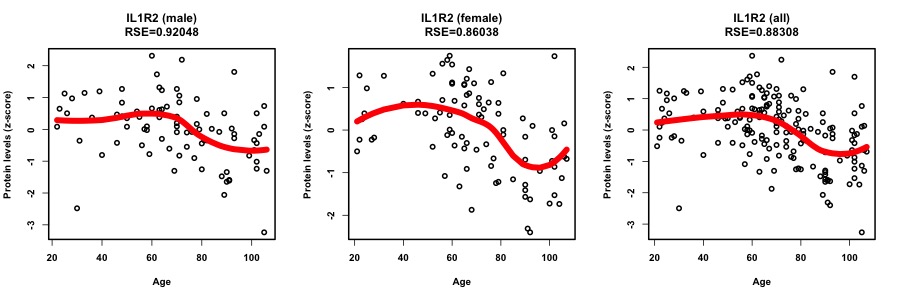 IL1R2 (male)
RSE=0.92048
Protein levels (z-score)
2
1
0
-1
-2
-3
20 40 60 80 100
Age
IL1R2 (female)
RSE=0.86038
Protein levels (z-score)
1
0
-1
-2
20 40 60 80 100
Age
IL1R2 (all)
RSE=0.88308
Protein levels (z-score)
2
1
0
-1
-2
-3
20 40 60 80 100
Age